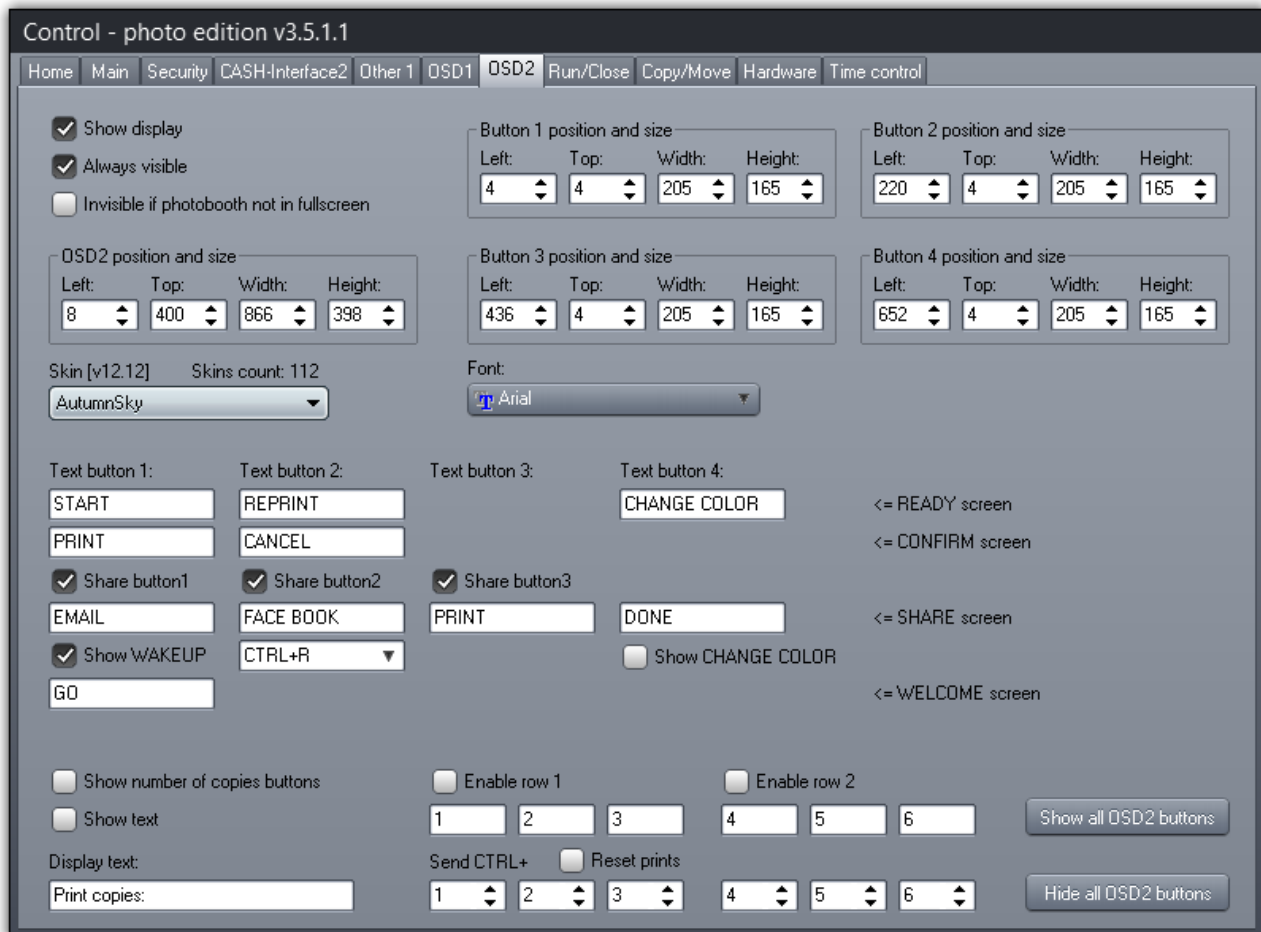 Control - photo edition v3.5.1.1
Home Main Security CASH-Interface2 Other 1 OSD1 OSD2 Run/Close Copy/Move Hardware Time control
Show display
Always visible
Invisible if photobooth not in fullscreen
Button 1 position and size
Left: Top: Width: Height:
4 4 205 165
Button 2 position and size
Left: Top: Width: Height:
220 4 205 165
OSD2 position and size
Left: Top: Width: Height:
8 400 866 398
Button 3 position and size
Left: Top: Width: Height:
436 4 205 165
Button 4 position and size
Left: Top: Width: Height:
652 4 205 165
Skin [v12.12] Skins count: 112
AutumnSky
Font:
Arial
Text button 1: Text button 2: Text button 3: Text button 4:
START REPRINT CHANGE COLOR <= READY screen
PRINT CANCEL <= CONFIRM screen
Share button1 Share button2 Share button3
EMAIL FACE BOOK PRINT DONE <= SHARE screen
Show WAKEUP CTRL+R Show CHANGE COLOR
GO <= WELCOME screen
Show number of copies buttons Enable row 1 Enable row 2
Show text 1 2 3 4 5 6 Show all OSD2 buttons
Display text: Send CTRL+ Reset prints
Print copies: 1 2 3 4 5 6 Hide all OSD2 buttons